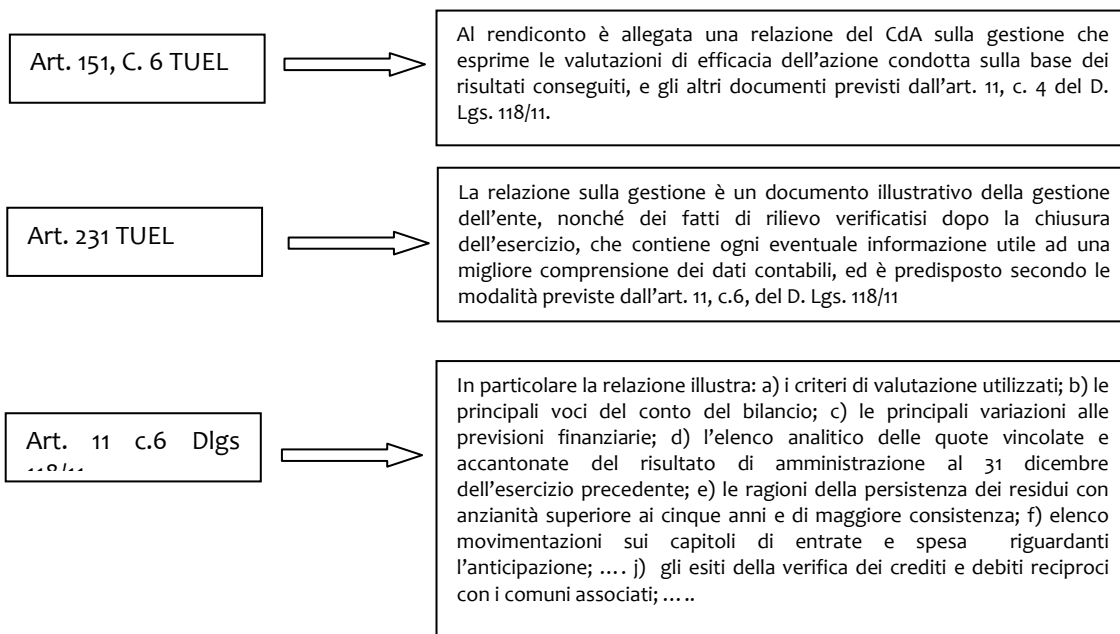 Art. 151, C. 6 TUEL
Al rendiconto è allegata una relazione del CdA sulla gestione che
esprime le valutazioni di efficacia dell'azione condotta sulla base dei
risultati conseguiti, e gli altri documenti previsti dall'art. 11, c. 4 del D.
Lgs. 118/11.
Art. 231 TUEL
La relazione sulla gestione è un documento illustrativo della gestione
dell'ente, nonché dei fatti di rilievo verificatisi dopo la chiusura
dell'esercizio, che contiene ogni eventuale informazione utile ad una
migliore comprensione dei dati contabili, ed è predisposto secondo le
modalità previste dall'art. 11, c.6, del D. Lgs. 118/11
Art. 11 c.6 Dlgs
118/11
In particolare la relazione illustra: a) i criteri di valutazione utilizzati; b) le
principali voci del conto del bilancio; c) le principali variazioni alle
previsioni finanziarie; d) l'elenco analitico delle quote vincolate e
accantonate del risultato di amministrazione al 31 dicembre
dell'esercizio precedente; e) le ragioni della persistenza dei residui con
anzianità superiore ai cinque anni e di maggiore consistenza; f) elenco
movimentazioni sui capitoli di entrate e spesa riguardanti
l'anticipazione; …. j) gli esiti della verifica dei crediti e debiti reciproci
con i comuni associati; …..